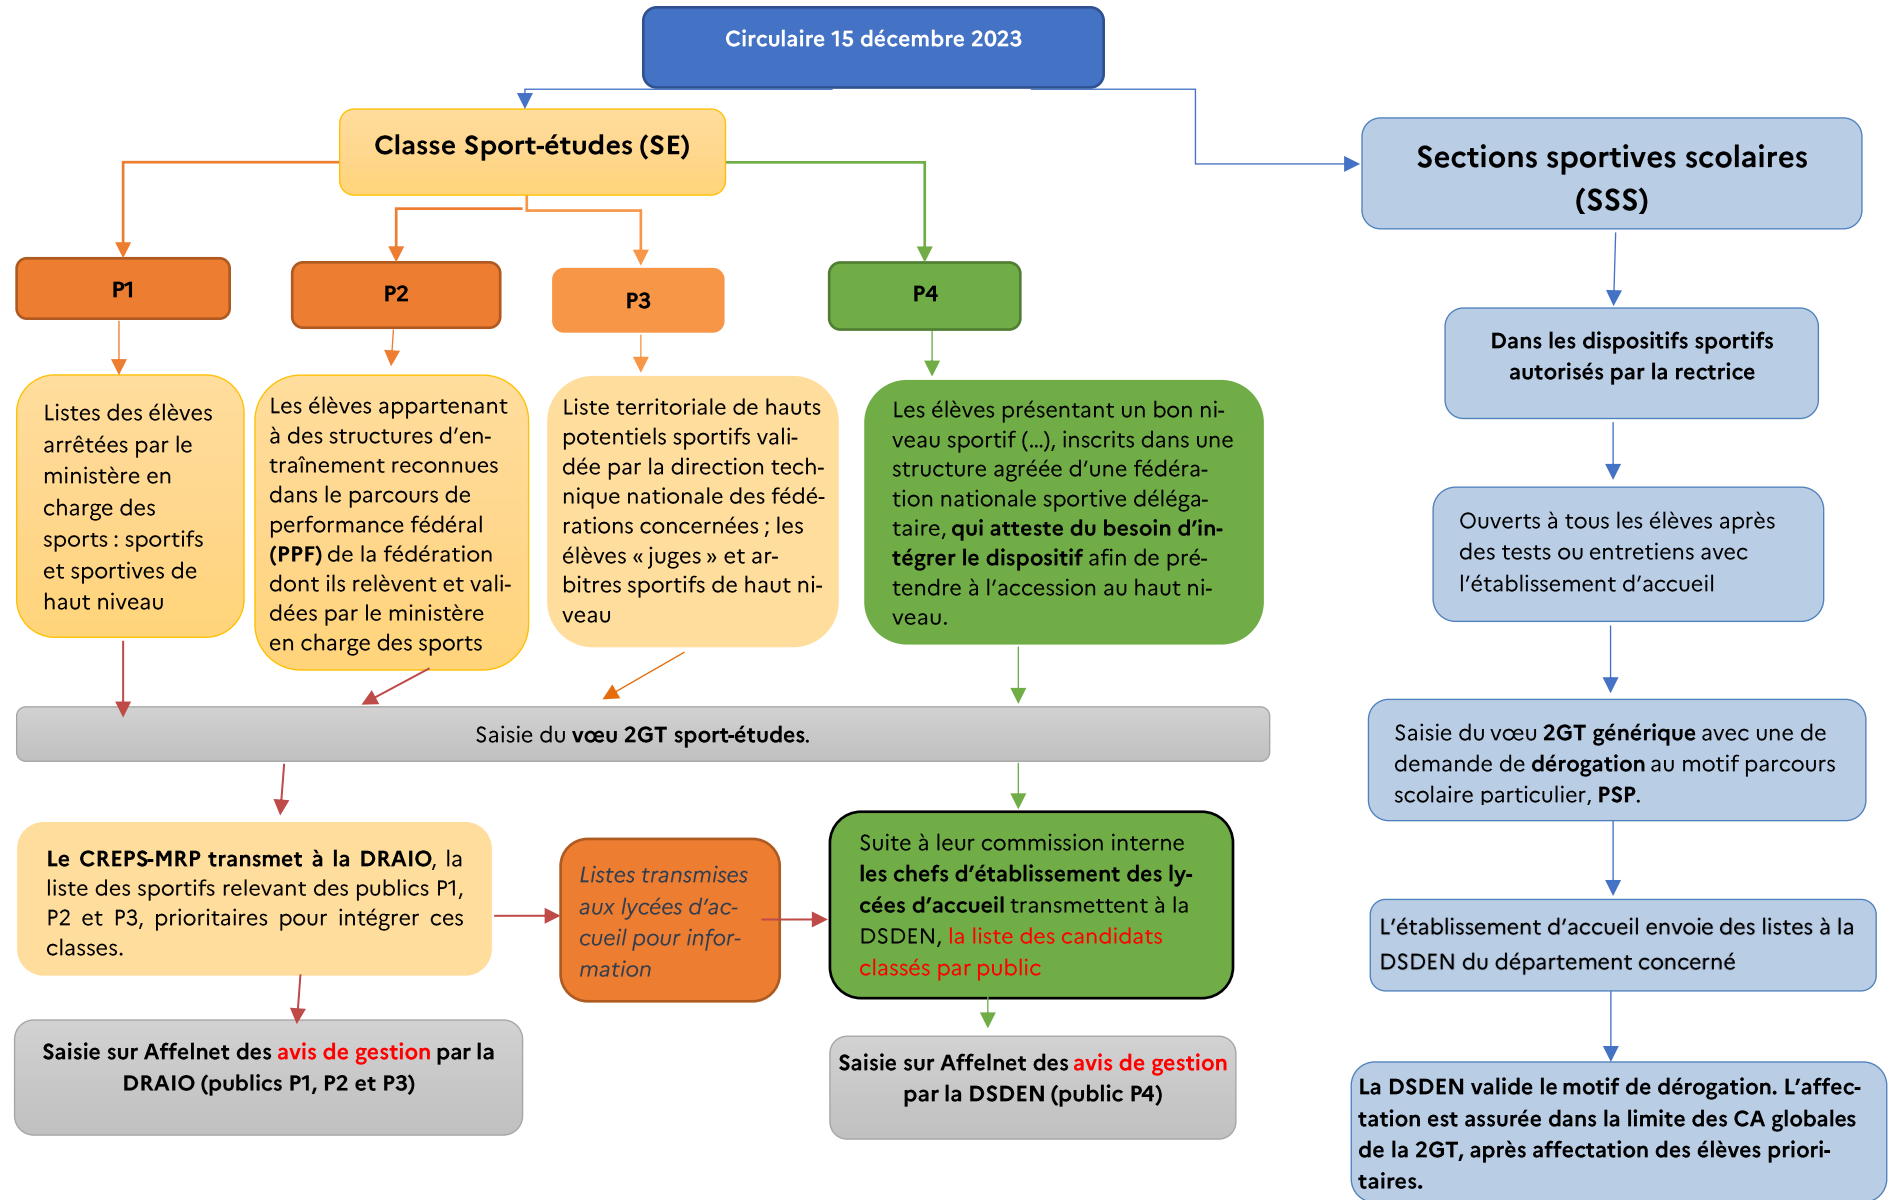 Circulaire 15 décembre 2023
Classe Sport-études (SE)
Sections sportives scolaires
(SSS)
P1
P2
P3
P4
Listes des élèves
arrêtées par le
ministère en
charge des
sports : sportifs
et sportives de
haut niveau
Les élèves appartenant
à des structures d'en-
traînement reconnues
dans le parcours de
performance fédéral
(PPF) de la fédération
dont ils relèvent et vali-
dées par le ministère
en charge des sports
Liste territoriale de hauts
potentiels sportifs vali-
dée par la direction tech-
nique nationale des fédé-
rations concernées ; les
élèves « juges » et ar-
bitres sportifs de haut ni-
veau
Les élèves présentant un bon ni-
veau sportif (…), inscrits dans une
structure agréée d'une fédéra-
tion nationale sportive déléga-
taire, qui atteste du besoin d'in-
tégrer le dispositif afin de pré-
tendre à l'accession au haut ni-
veau.
Dans les dispositifs sportifs
autorisés par la rectrice
Ouverts à tous les élèves après
des tests ou entretiens avec
l'établissement d'accueil
Saisie du vœu 2GT sport-études.
Saisie du vœu 2GT générique avec une de
demande de dérogation au motif parcours
scolaire particulier, PSP.
Le CREPS-MRP transmet à la DRAIO, la
liste des sportifs relevant des publics P1,
P2 et P3, prioritaires pour intégrer ces
classes.
Listes transmises
aux lycées d'ac-
cueil pour infor-
mation
Suite à leur commission interne
les chefs d'établissement des ly-
cées d'accueil transmettent à la
DSDEN, la liste des candidats
classés par public
L'établissement d'accueil envoie des listes à la
DSDEN du département concerné
Saisie sur Affelnet des avis de gestion par la
DRAIO (publics P1, P2 et P3)
Saisie sur Affelnet des avis de gestion
par la DSDEN (public P4)
La DSDEN valide le motif de dérogation. L'affec-
tation est assurée dans la limite des CA globales
de la 2GT, après affectation des élèves priori-
taires.